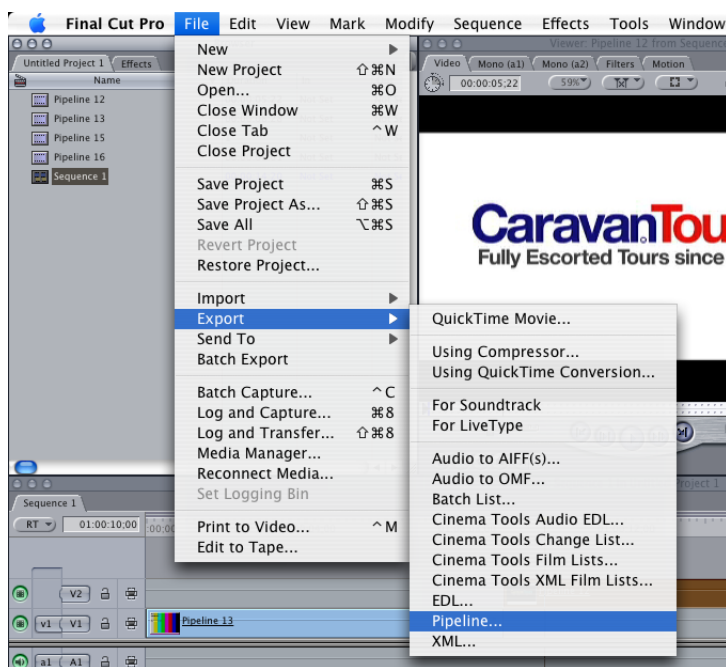 Final Cut Pro File Edit View Mark Modify Sequence Effects Tools Window
Untitled Project 1 Effects
Name
Pipeline 12
Pipeline 13
Pipeline 15
Pipeline 16
Sequence 1
New
New Project ⇧⌘N
Open... ⌘O
Close Window ⌘W
Close Tab ^W
Close Project
Save Project ⌘S
Save Project As... ⇧⌘S
Save All ⌥⌘S
Revert Project
Restore Project...
Import
Export
Send To
Batch Export
Batch Capture... ^C
Log and Capture... ⌘8
Log and Transfer... ⇧⌘8
Media Manager...
Reconnect Media...
Set Logging Bin
Print to Video... ^M
Edit to Tape...
Viewer: Pipeline 12 from Sequence
Video Mono (a1) Mono (a2) Filters Motion
00:00:05;22 59%
CaravanTou
Fully Escorted Tours since
QuickTime Movie...
Using Compressor...
Using QuickTime Conversion...
For Soundtrack
For LiveType
Audio to AIFF(s)...
Audio to OMF...
Batch List...
Cinema Tools Audio EDL...
Cinema Tools Change List...
Cinema Tools Film Lists...
Cinema Tools XML Film Lists...
EDL...
Pipeline...
XML...
Project 1
Sequence 1
RT 01:00:10;00
V2
v1 V1 Pipeline 13
a1 A1